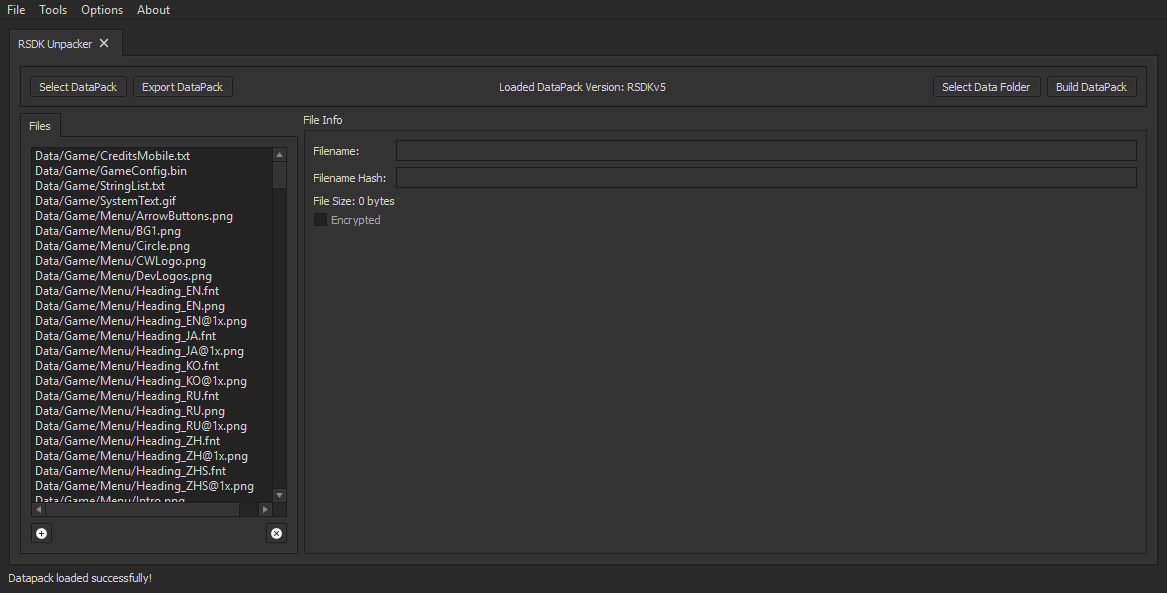 File Tools Options About
RSDK Unpacker
Select DataPack Export DataPack Loaded DataPack Version: RSDKv5 Select Data Folder Build DataPack
Files
Data/Game/CreditsMobile.txt
Data/Game/GameConfig.bin
Data/Game/StringList.txt
Data/Game/SystemText.gif
Data/Game/Menu/ArrowButtons.png
Data/Game/Menu/BG1.png
Data/Game/Menu/Circle.png
Data/Game/Menu/CWLogo.png
Data/Game/Menu/DevLogos.png
Data/Game/Menu/Heading_EN.fnt
Data/Game/Menu/Heading_EN.png
Data/Game/Menu/Heading_EN@1x.png
Data/Game/Menu/Heading_JA.fnt
Data/Game/Menu/Heading_JA@1x.png
Data/Game/Menu/Heading_KO.fnt
Data/Game/Menu/Heading_KO@1x.png
Data/Game/Menu/Heading_RU.fnt
Data/Game/Menu/Heading_RU.png
Data/Game/Menu/Heading_RU@1x.png
Data/Game/Menu/Heading_ZH.fnt
Data/Game/Menu/Heading_ZH@1x.png
Data/Game/Menu/Heading_ZHS.fnt
Data/Game/Menu/Heading_ZHS@1x.png
Data/Game/Menu/Intro.png
File Info
Filename:
Filename Hash:
File Size: 0 bytes
Encrypted
Datapack loaded successfully!